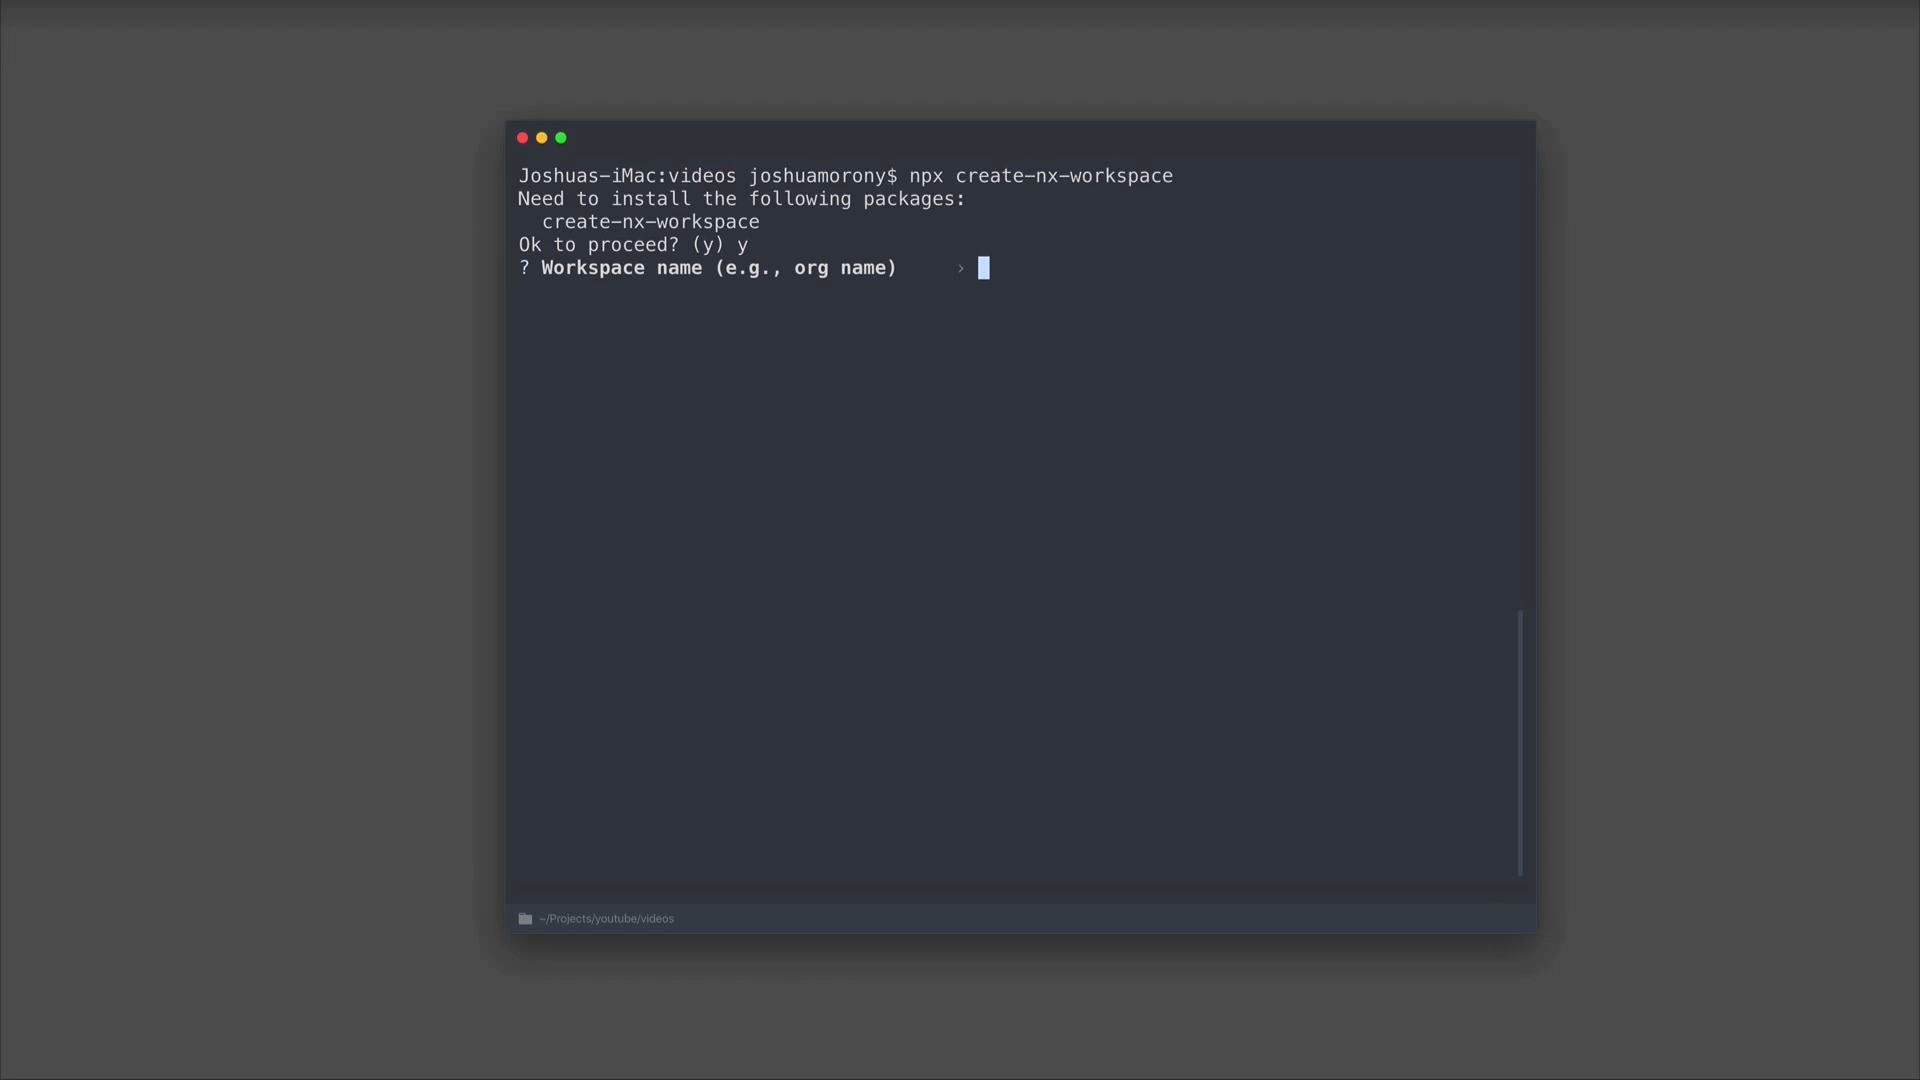 Joshuas-iMac:videos joshuamorony$ npx create-nx-workspace
Need to install the following packages:
  create-nx-workspace
Ok to proceed? (y) y
? Workspace name (e.g., org name)     ›
~/Projects/youtube/videos